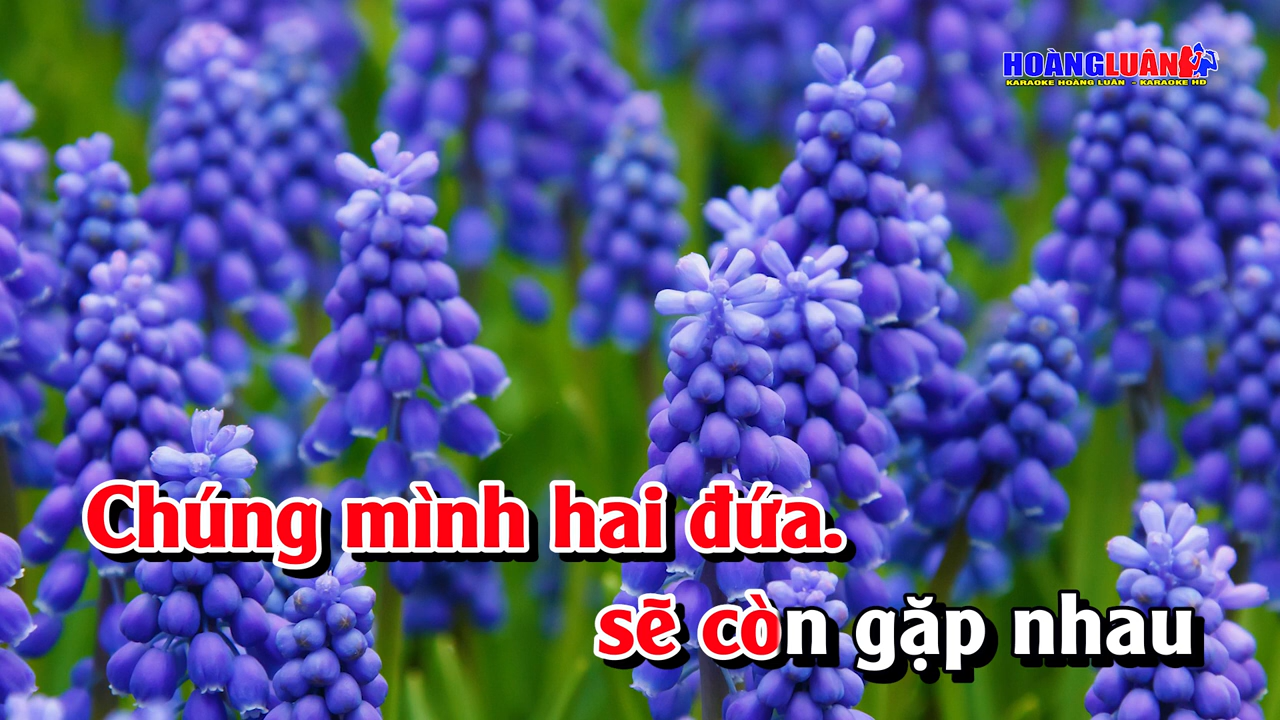 HOÀNGLUÂN
KARAOKE HOÀNG LUÂN - KARAOKE HD
Chúng mình hai đứa.
sẽ còn gặp nhau